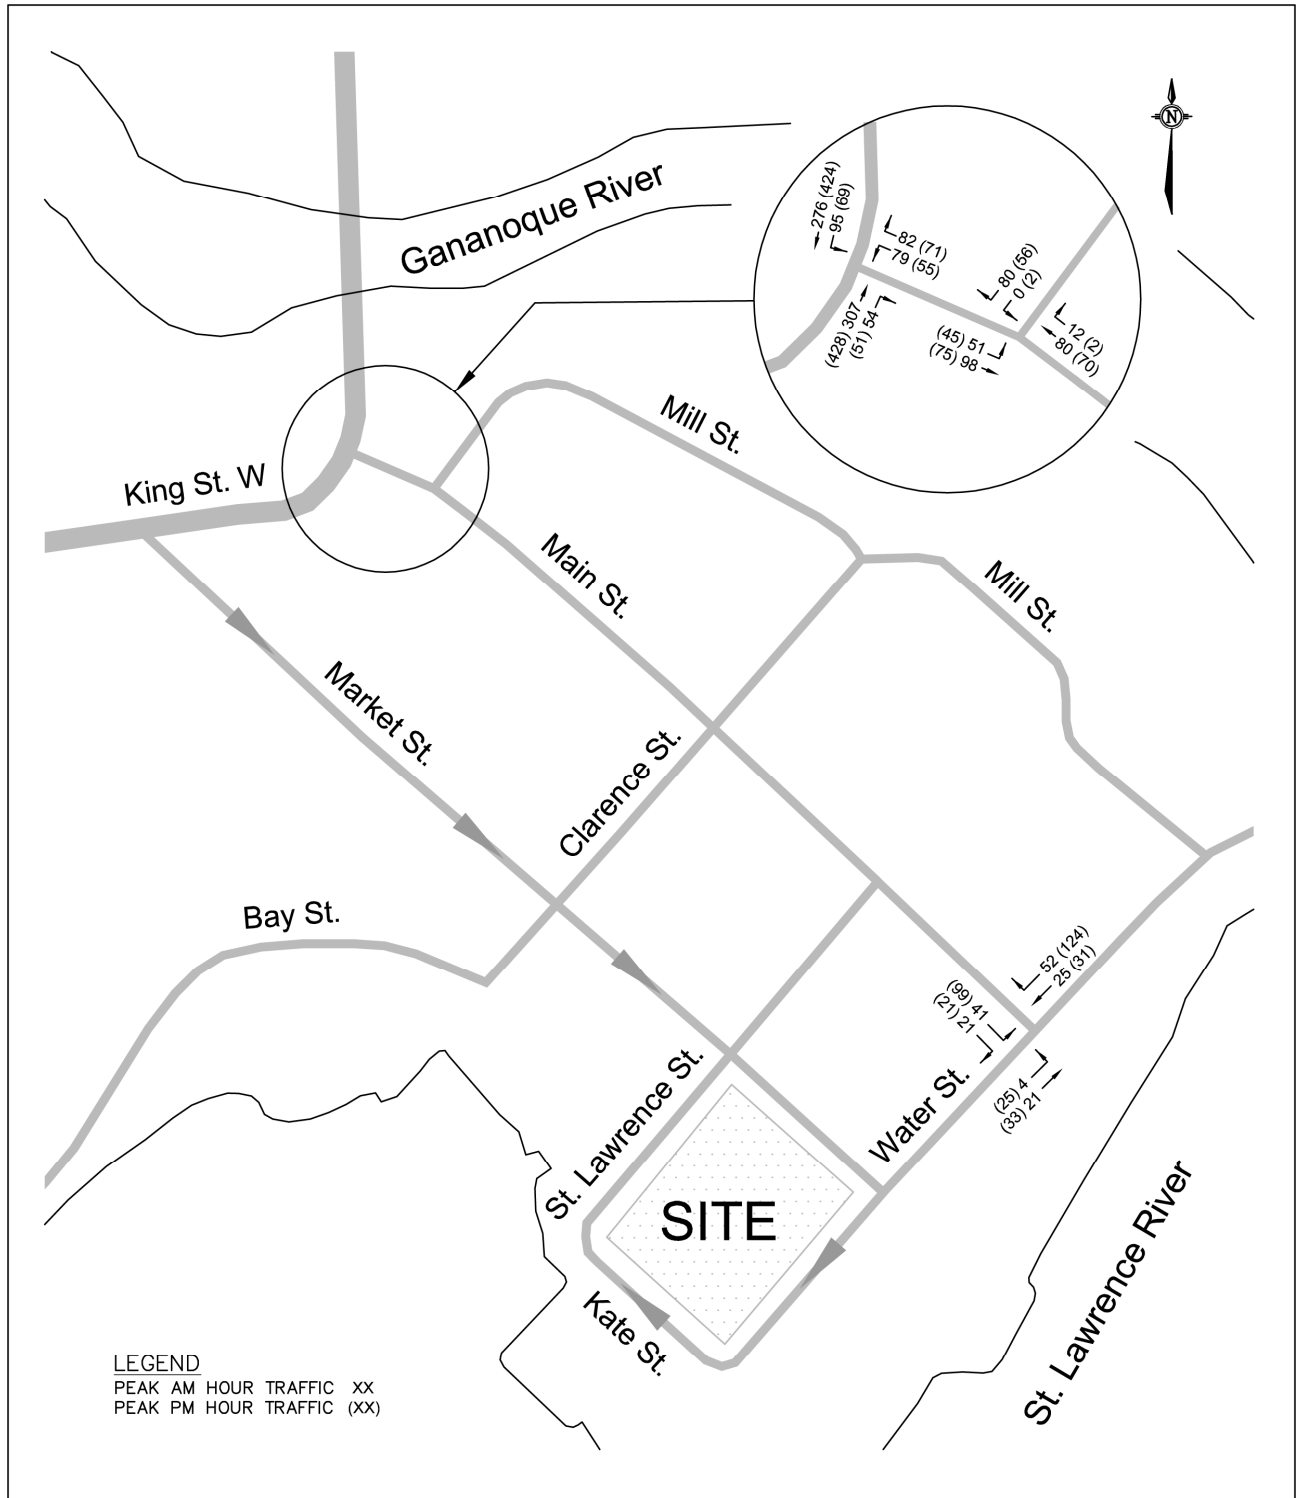 N
Gananoque River
276 (424)
95 (69)
82 (71)
79 (55)
80 (56)
0 (2)
12 (2)
80 (70)
(428) 307
(51) 54
(45) 51
(75) 98
Mill St.
King St. W
Main St.
Mill St.
Market St.
Clarence St.
Bay St.
52 (124)
25 (31)
(99) 41
(21) 21
(25) 4
(33) 21
St. Lawrence St.
Water St.
SITE
Kate St.
St. Lawrence River
LEGEND
PEAK AM HOUR TRAFFIC XX
PEAK PM HOUR TRAFFIC (XX)